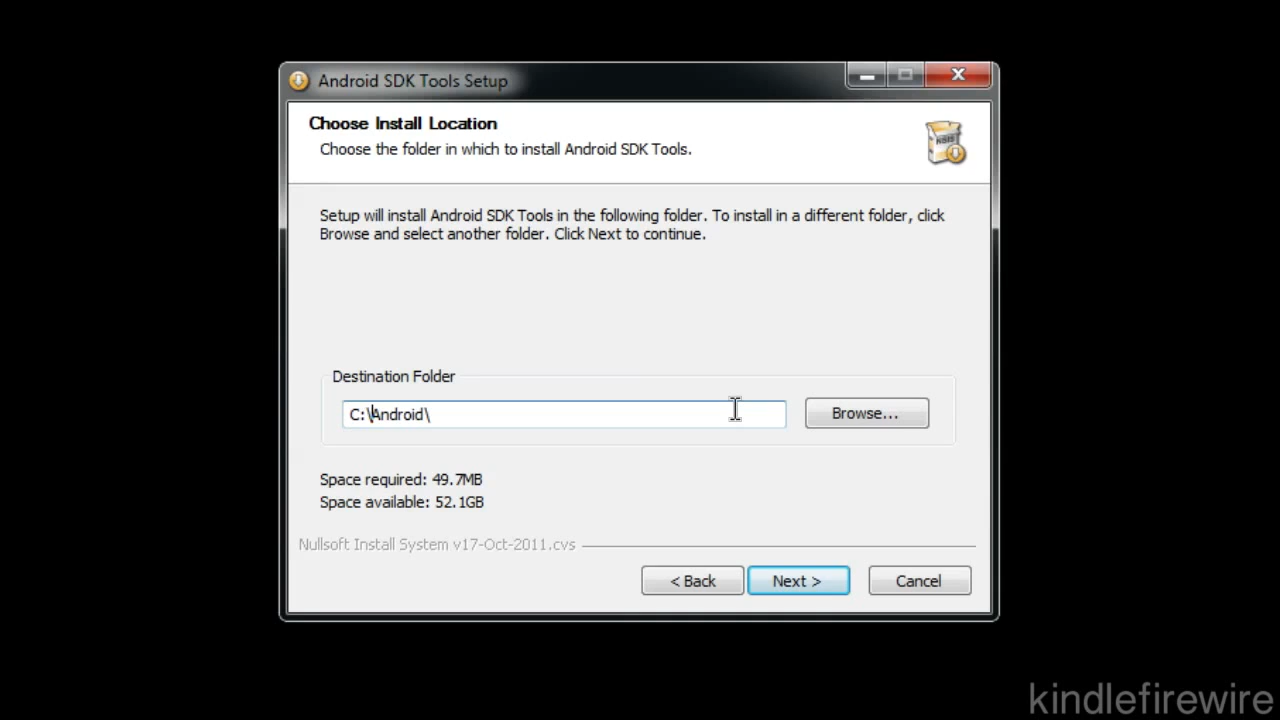 Android SDK Tools Setup
Choose Install Location
Choose the folder in which to install Android SDK Tools.
NSIS
Setup will install Android SDK Tools in the following folder. To install in a different folder, click
Browse and select another folder. Click Next to continue.
Destination Folder
C:\Android\
Browse...
Space required: 49.7MB
Space available: 52.1GB
Nullsoft Install System v17-Oct-2011.cvs
< Back
Next >
Cancel
kindlefirewire